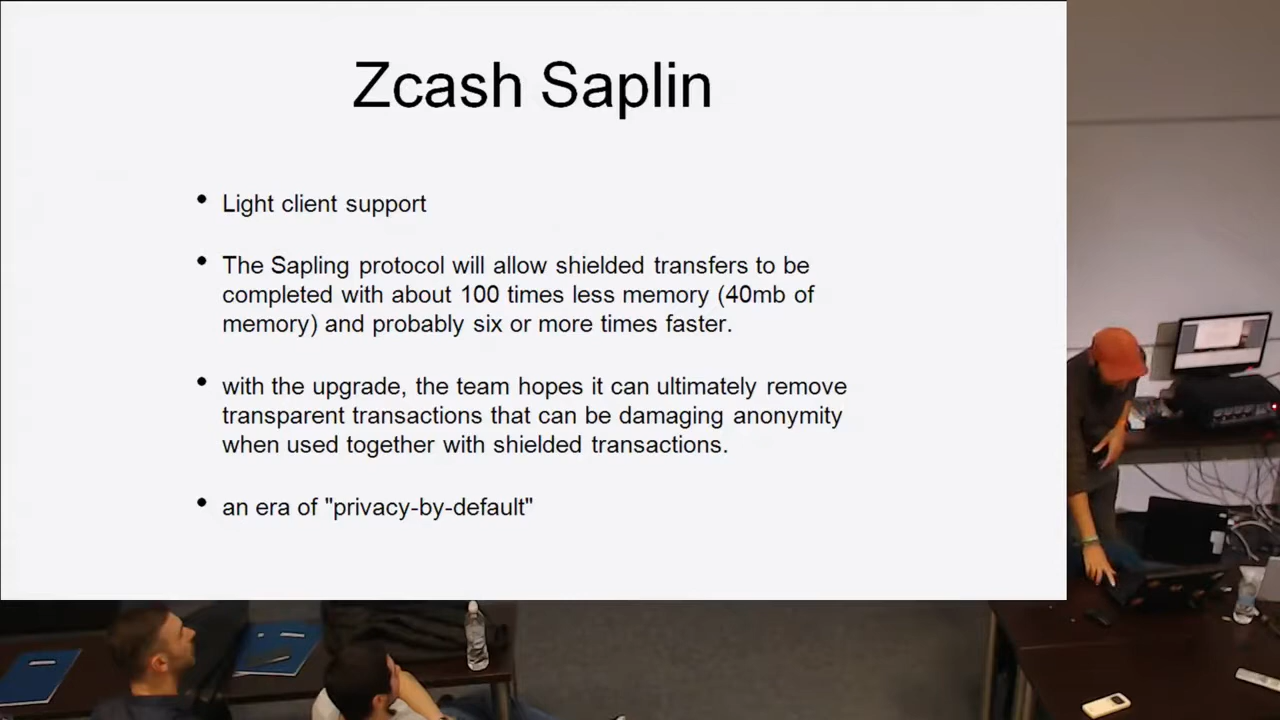 Zcash Saplin
• Light client support
• The Sapling protocol will allow shielded transfers to be
completed with about 100 times less memory (40mb of
memory) and probably six or more times faster.
• with the upgrade, the team hopes it can ultimately remove
transparent transactions that can be damaging anonymity
when used together with shielded transactions.
• an era of "privacy-by-default"